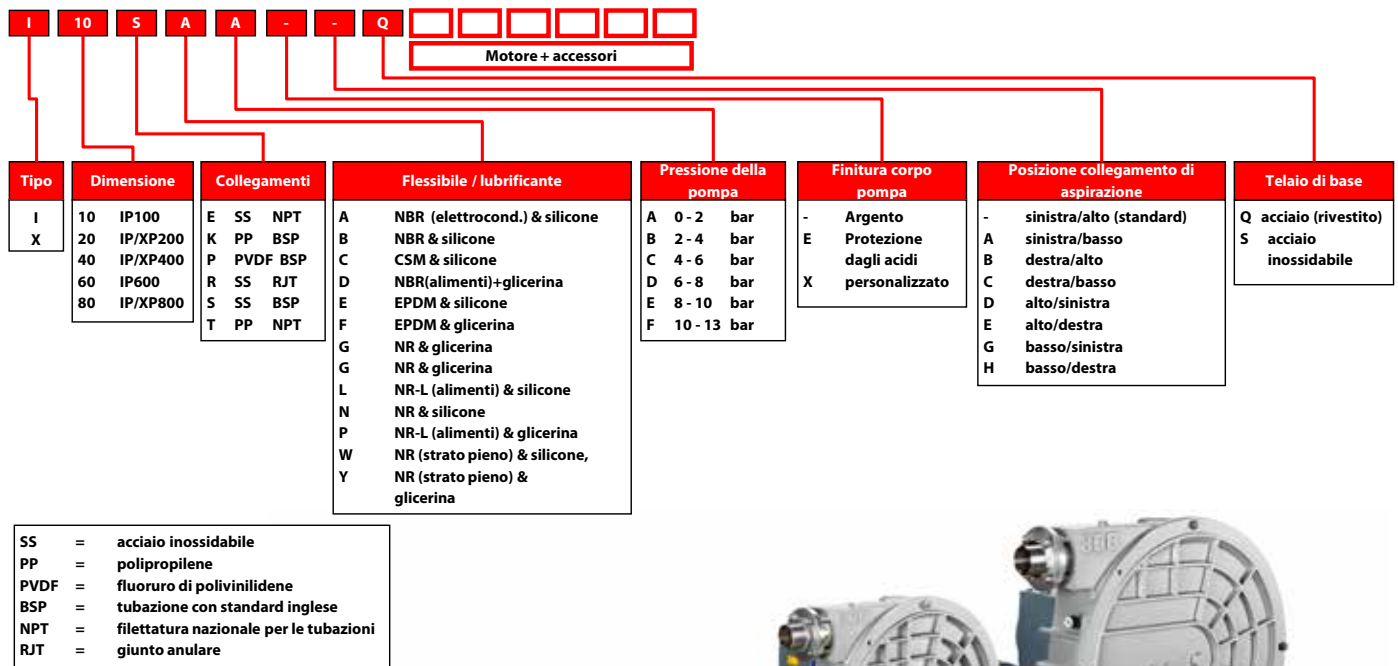 I 10 S A A - - Q
Motore + accessori
Tipo
I
X
Dimensione
10 IP100
20 IP/XP200
40 IP/XP400
60 IP600
80 IP/XP800
Collegamenti
E SS NPT
K PP BSP
P PVDF BSP
R SS RJT
S SS BSP
T PP NPT
Flessibile / lubrificante
A NBR (elettrocond.) & silicone
B NBR & silicone
C CSM & silicone
D NBR(alimenti)+glicerina
E EPDM & silicone
F EPDM & glicerina
G NR & glicerina
G NR & glicerina
L NR-L (alimenti) & silicone
N NR & silicone
P NR-L (alimenti) & glicerina
W NR (strato pieno) & silicone,
Y NR (strato pieno) &
glicerina
Pressione della
pompa
A 0 - 2 bar
B 2 - 4 bar
C 4 - 6 bar
D 6 - 8 bar
E 8 - 10 bar
F 10 - 13 bar
Finitura corpo
pompa
- Argento
E Protezione
dagli acidi
X personalizzato
Posizione collegamento di
aspirazione
- sinistra/alto (standard)
A sinistra/basso
B destra/alto
C destra/basso
D alto/sinistra
E alto/destra
G basso/sinistra
H basso/destra
Telaio di base
Q acciaio (rivestito)
S acciaio
inossidabile
SS = acciaio inossidabile
PP = polipropilene
PVDF = fluoruro di polivinilidene
BSP = tubazione con standard inglese
NPT = filettatura nazionale per le tubazioni
RJT = giunto anulare